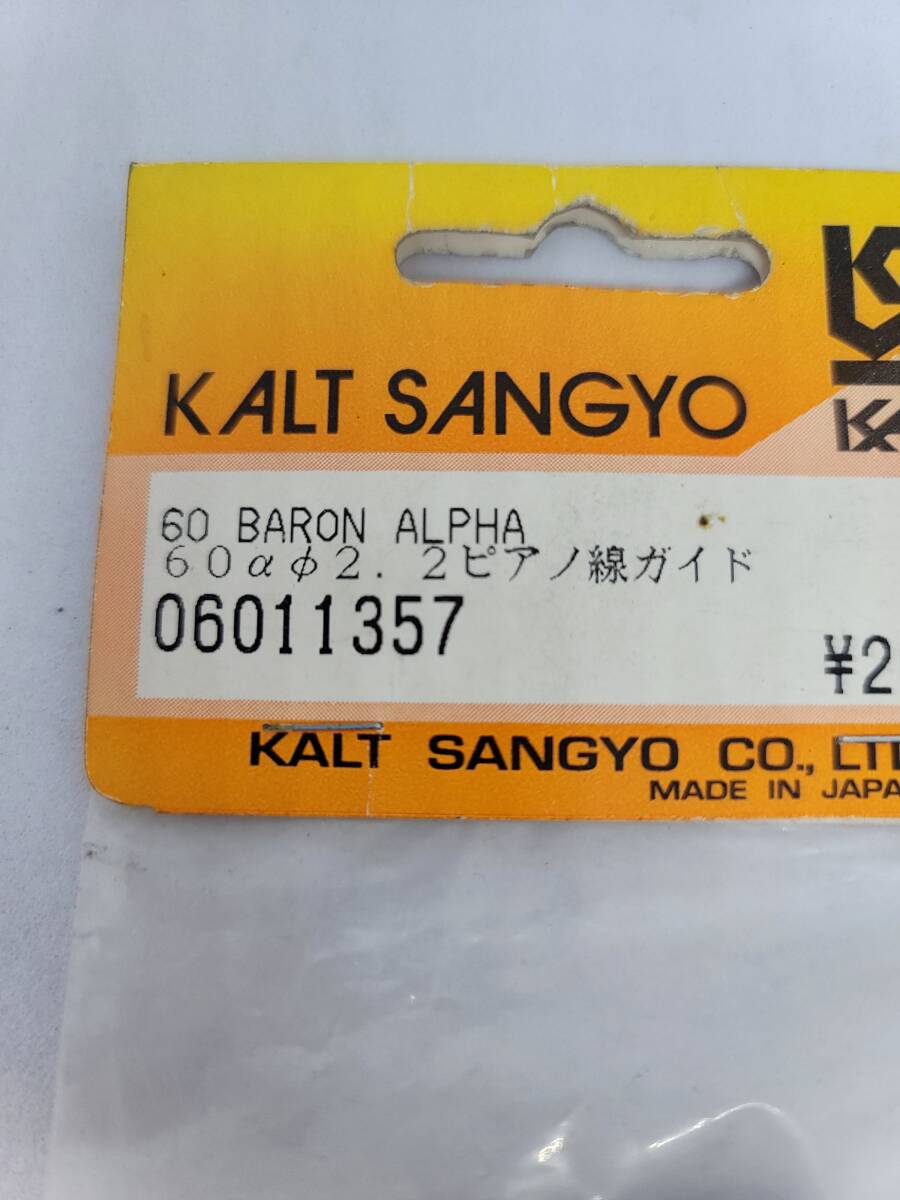 KALT SANGYO
60 BARON ALPHA
60αφ2.2ピアノ線ガイド
06011357
¥2
KALT SANGYO CO., LTD
MADE IN JAPA